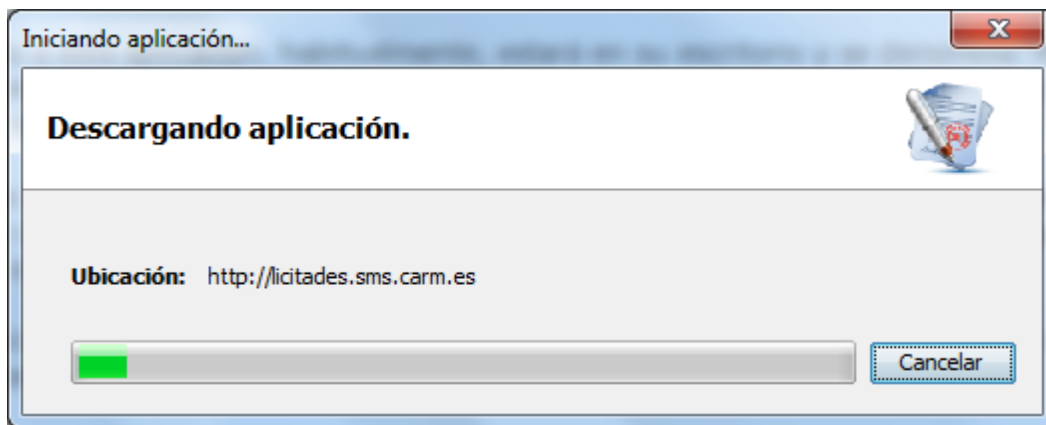 Iniciando aplicación...
Descargando aplicación.
Ubicación: http://licitades.sms.carm.es
Cancelar